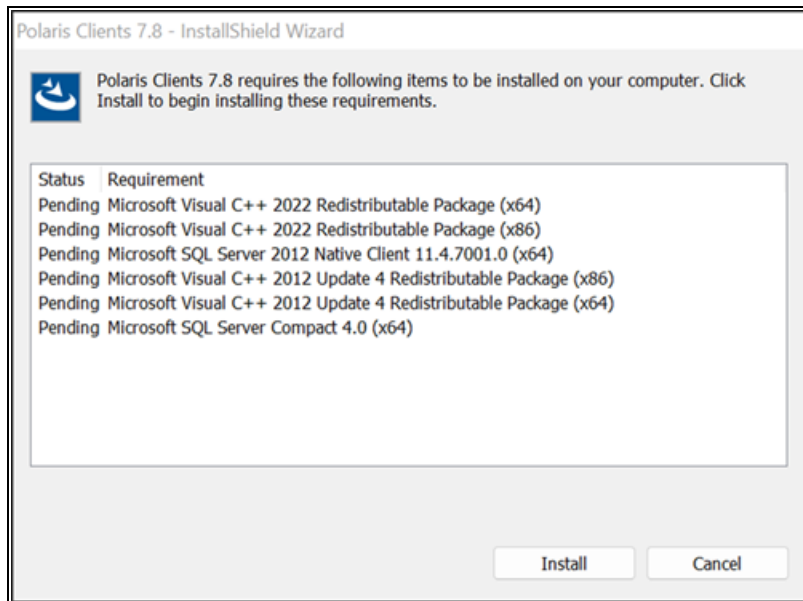 Polaris Clients 7.8 - InstallShield Wizard
Polaris Clients 7.8 requires the following items to be installed on your computer. Click
Install to begin installing these requirements.
Status Requirement
Pending Microsoft Visual C++ 2022 Redistributable Package (x64)
Pending Microsoft Visual C++ 2022 Redistributable Package (x86)
Pending Microsoft SQL Server 2012 Native Client 11.4.7001.0 (x64)
Pending Microsoft Visual C++ 2012 Update 4 Redistributable Package (x86)
Pending Microsoft Visual C++ 2012 Update 4 Redistributable Package (x64)
Pending Microsoft SQL Server Compact 4.0 (x64)
Install Cancel